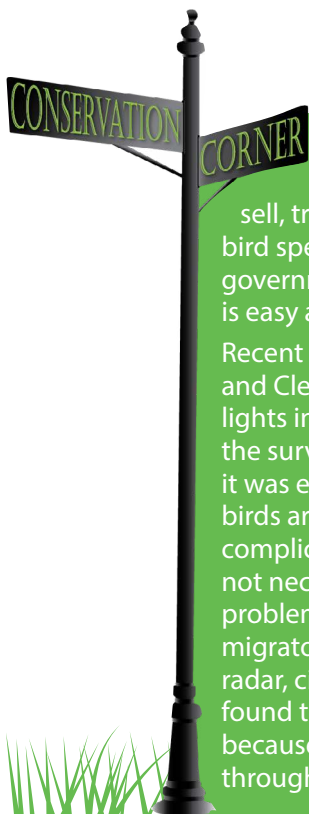 CONSERVATION
CORNER
sell, tr
bird spe
governm
is easy a
Recent
and Cle
lights in
the surv
it was e
birds ar
complic
not nec
problem
migrato
radar, c
found t
because
through